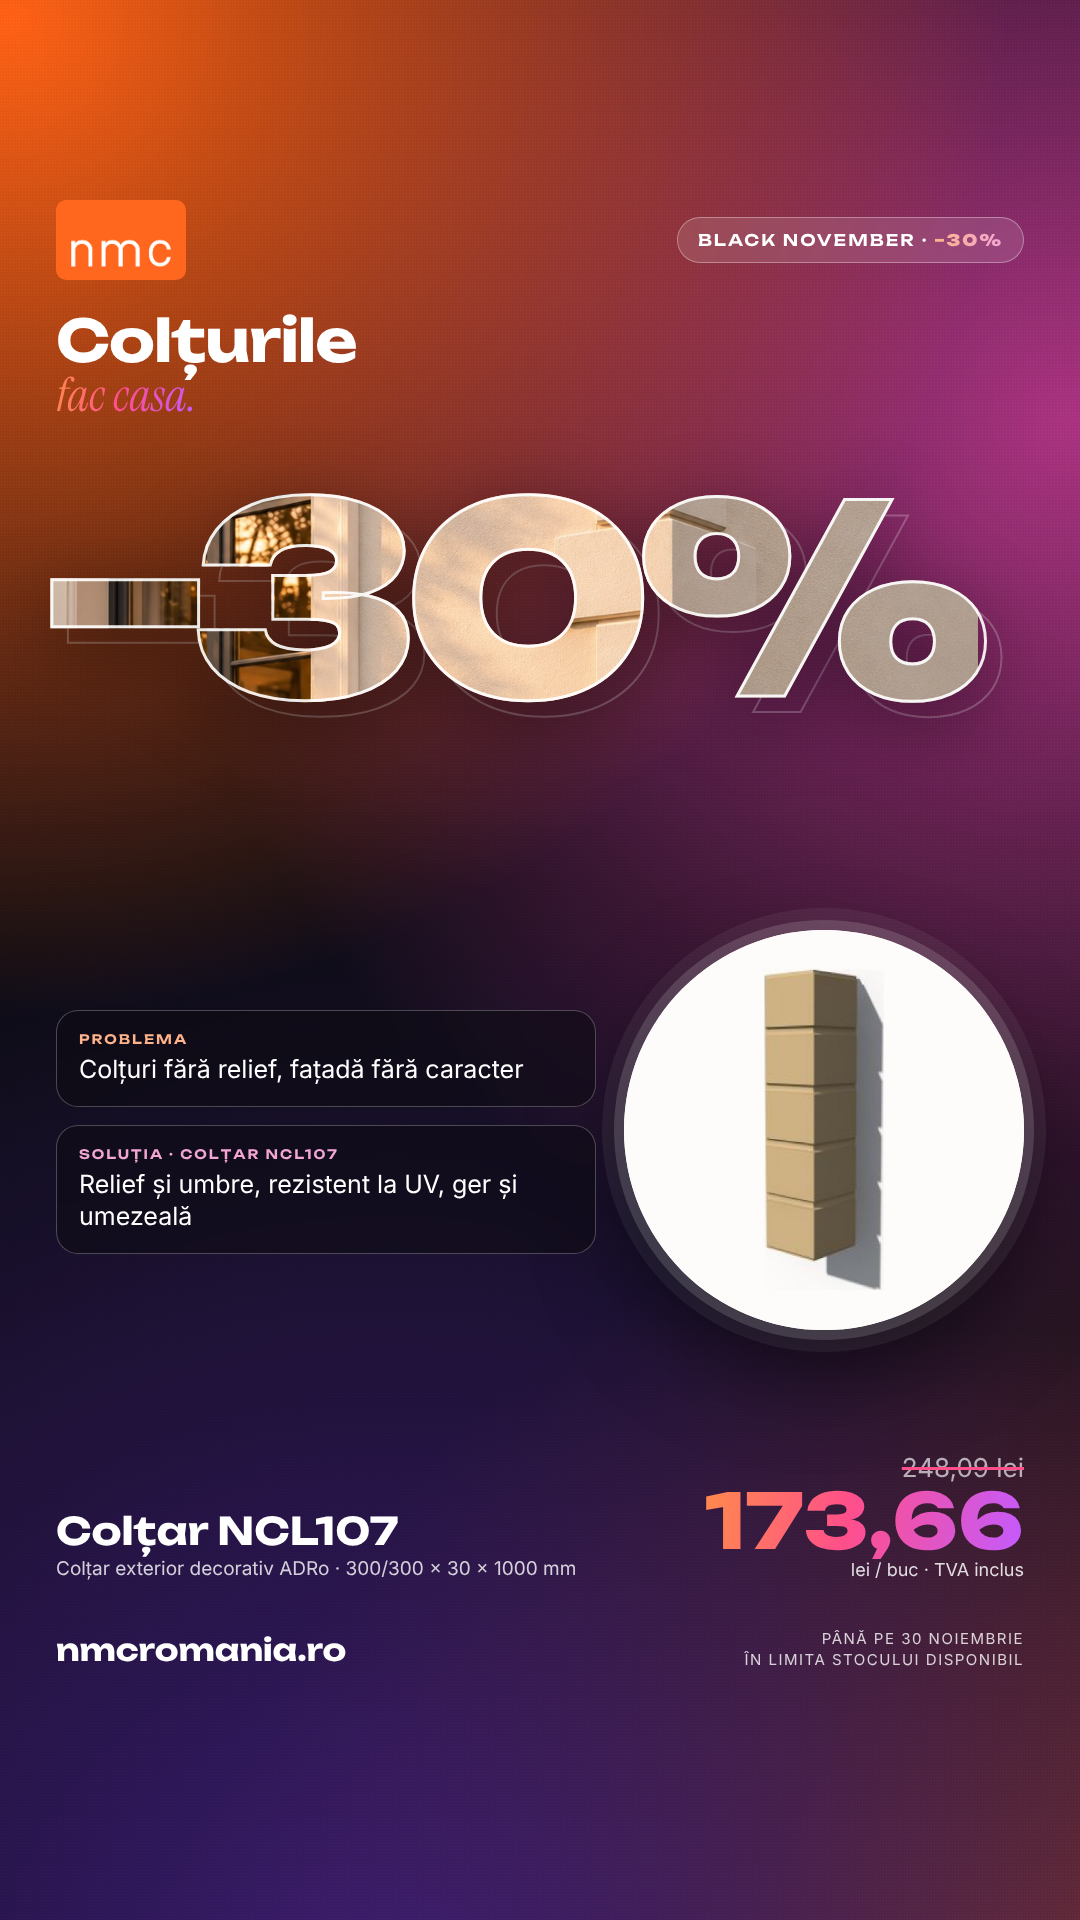 nmc
BLACK NOVEMBER · -30%
Colțurile
fac casa.
-30%
PROBLEMA
Colțuri fără relief, fațadă fără caracter
SOLUȚIA · COLȚAR NCL107
Relief și umbre, rezistent la UV, ger și
umezeală
248,09 lei
173,66
lei / buc · TVA inclus
Colțar NCL107
Colțar exterior decorativ ADRo · 300/300 × 30 × 1000 mm
nmcromania.ro
PÂNĂ PE 30 NOIEMBRIE
ÎN LIMITA STOCULUI DISPONIBIL